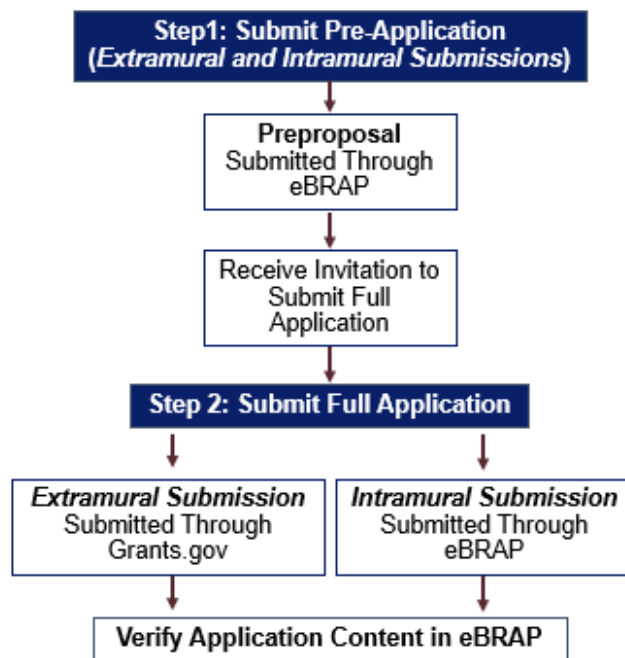 Step1: Submit Pre-Application
(Extramural and Intramural Submissions)
Preproposal
Submitted Through
eBRAP
Receive Invitation to
Submit Full
Application
Step 2: Submit Full Application
Extramural Submission
Submitted Through
Grants.gov
Intramural Submission
Submitted Through
eBRAP
Verify Application Content in eBRAP